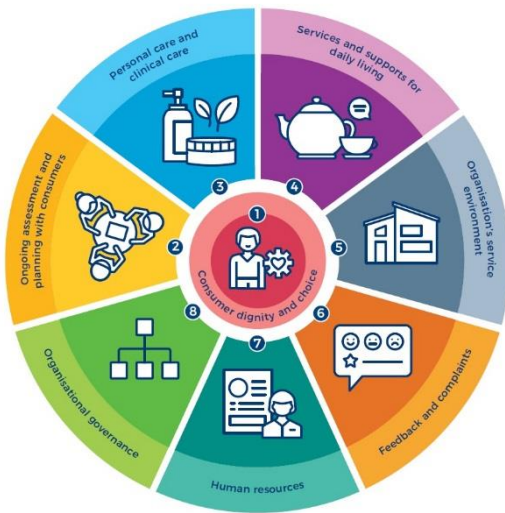 1
Consumer dignity and choice
2
Ongoing assessment and
planning with consumers
3
Personal care and
clinical care
4
Services and supports for
daily living
5
Organisation's service
environment
6
Feedback and complaints
7
Human resources
8
Organisational governance